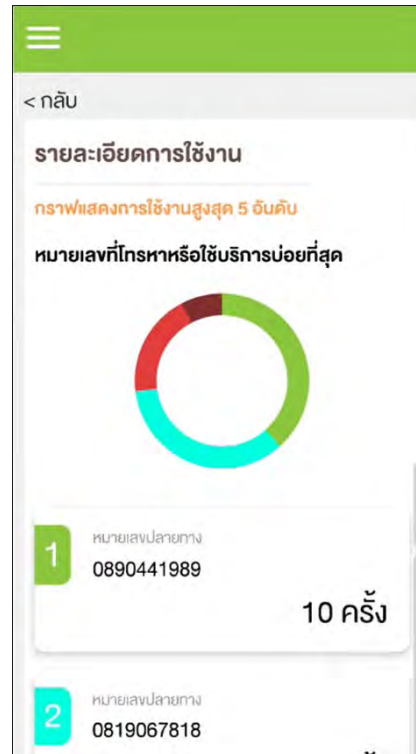 < กลับ
รายละเอียดการใช้งาน
กราฟแสดงการใช้งานสูงสุด 5 อันดับ
หมายเลขที่โทรหาหรือใช้บริการบ่อยที่สุด
1
หมายเลขปลายทาง
0890441989
10 ครั้ง
2
หมายเลขปลายทาง
0819067818